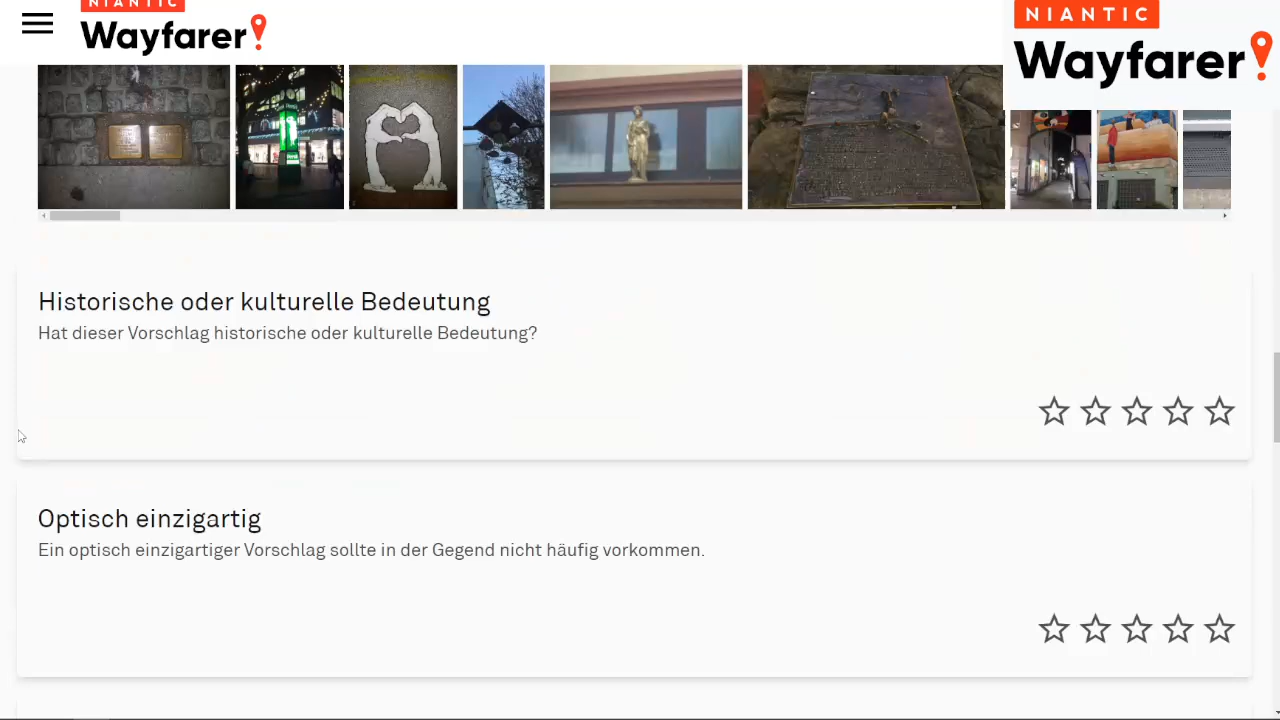 NIANTIC
Wayfarer
NIANTIC
Wayfarer
Historische oder kulturelle Bedeutung
Hat dieser Vorschlag historische oder kulturelle Bedeutung?
Optisch einzigartig
Ein optisch einzigartiger Vorschlag sollte in der Gegend nicht häufig vorkommen.